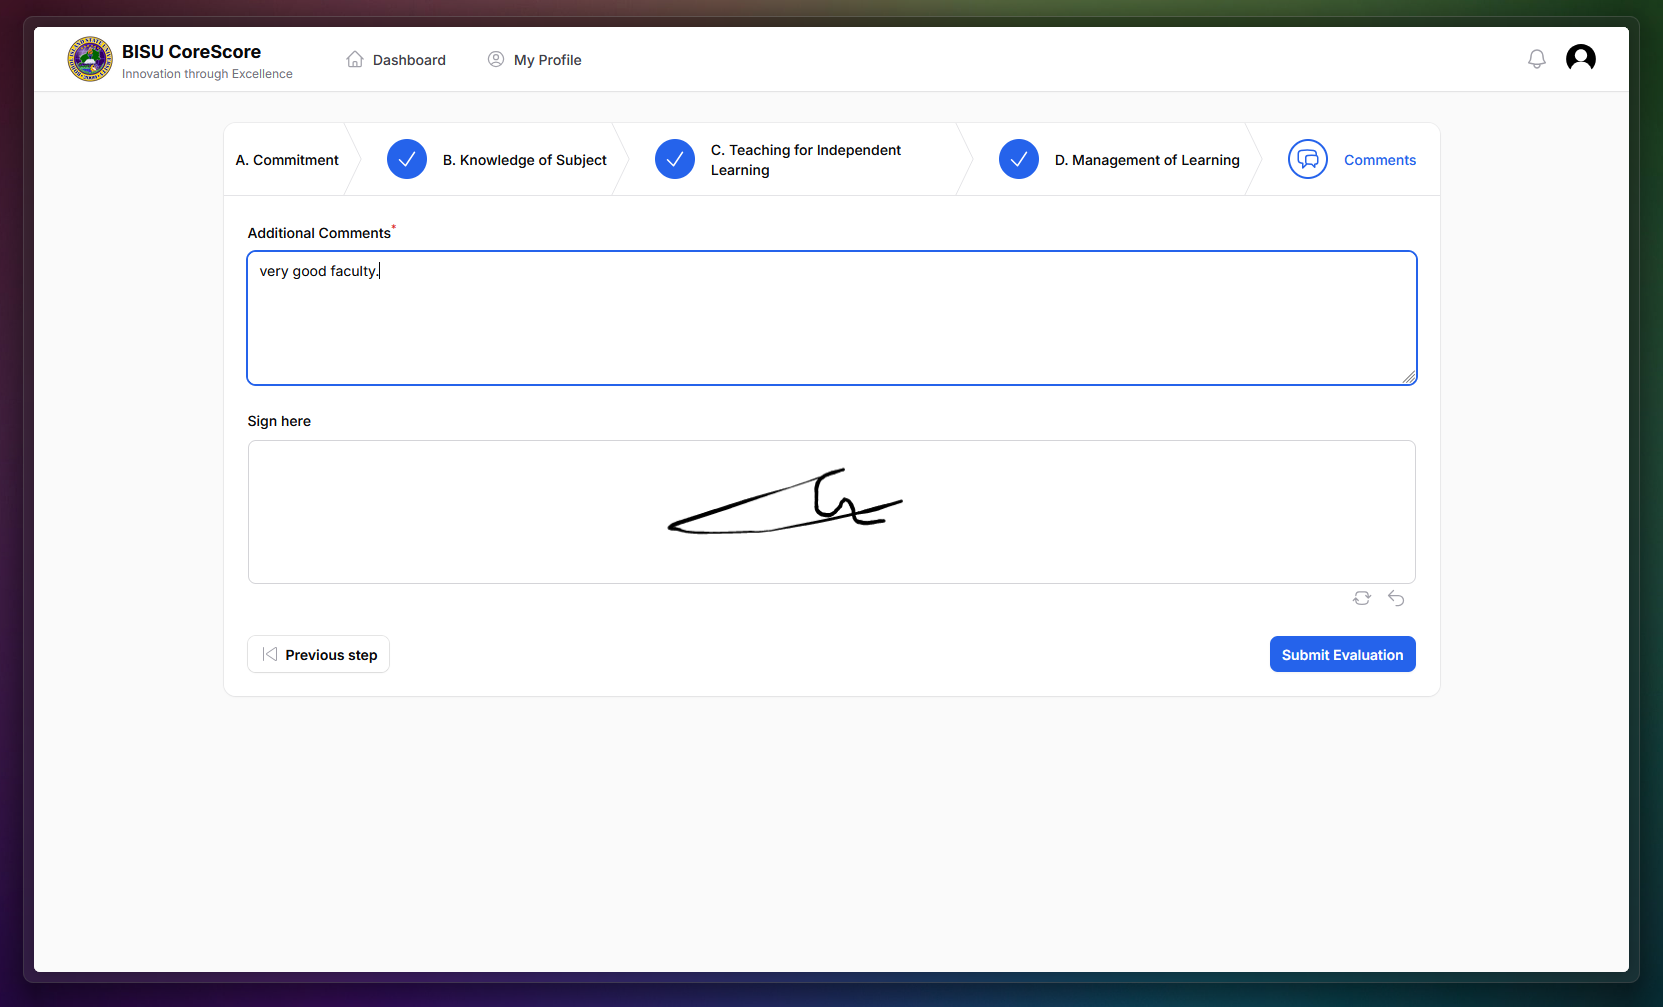 BISU CoreScore
Innovation through Excellence
Dashboard
My Profile
A. Commitment
B. Knowledge of Subject
C. Teaching for Independent
Learning
D. Management of Learning
Comments
Additional Comments*
very good faculty.
Sign here
Previous step
Submit Evaluation